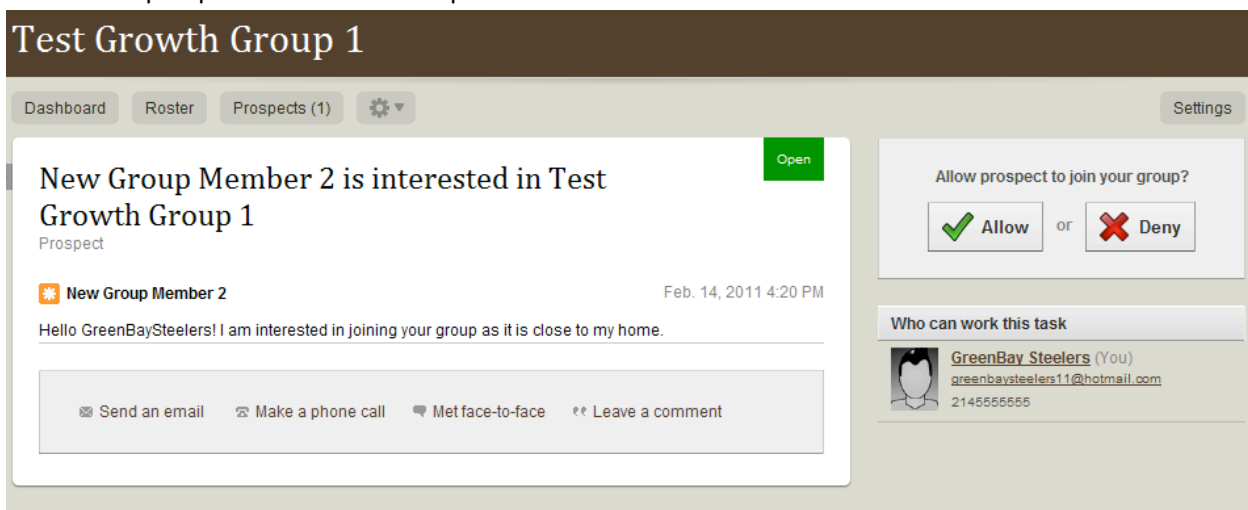 Test Growth Group 1
Dashboard Roster Prospects (1) Settings
New Group Member 2 is interested in Test
Growth Group 1
Open
Prospect
New Group Member 2 Feb. 14, 2011 4:20 PM
Hello GreenBaySteelers! I am interested in joining your group as it is close to my home.
Send an email Make a phone call Met face-to-face Leave a comment
Allow prospect to join your group?
Allow or Deny
Who can work this task
GreenBay Steelers (You)
greenbaysteelers11@hotmail.com
2145555555